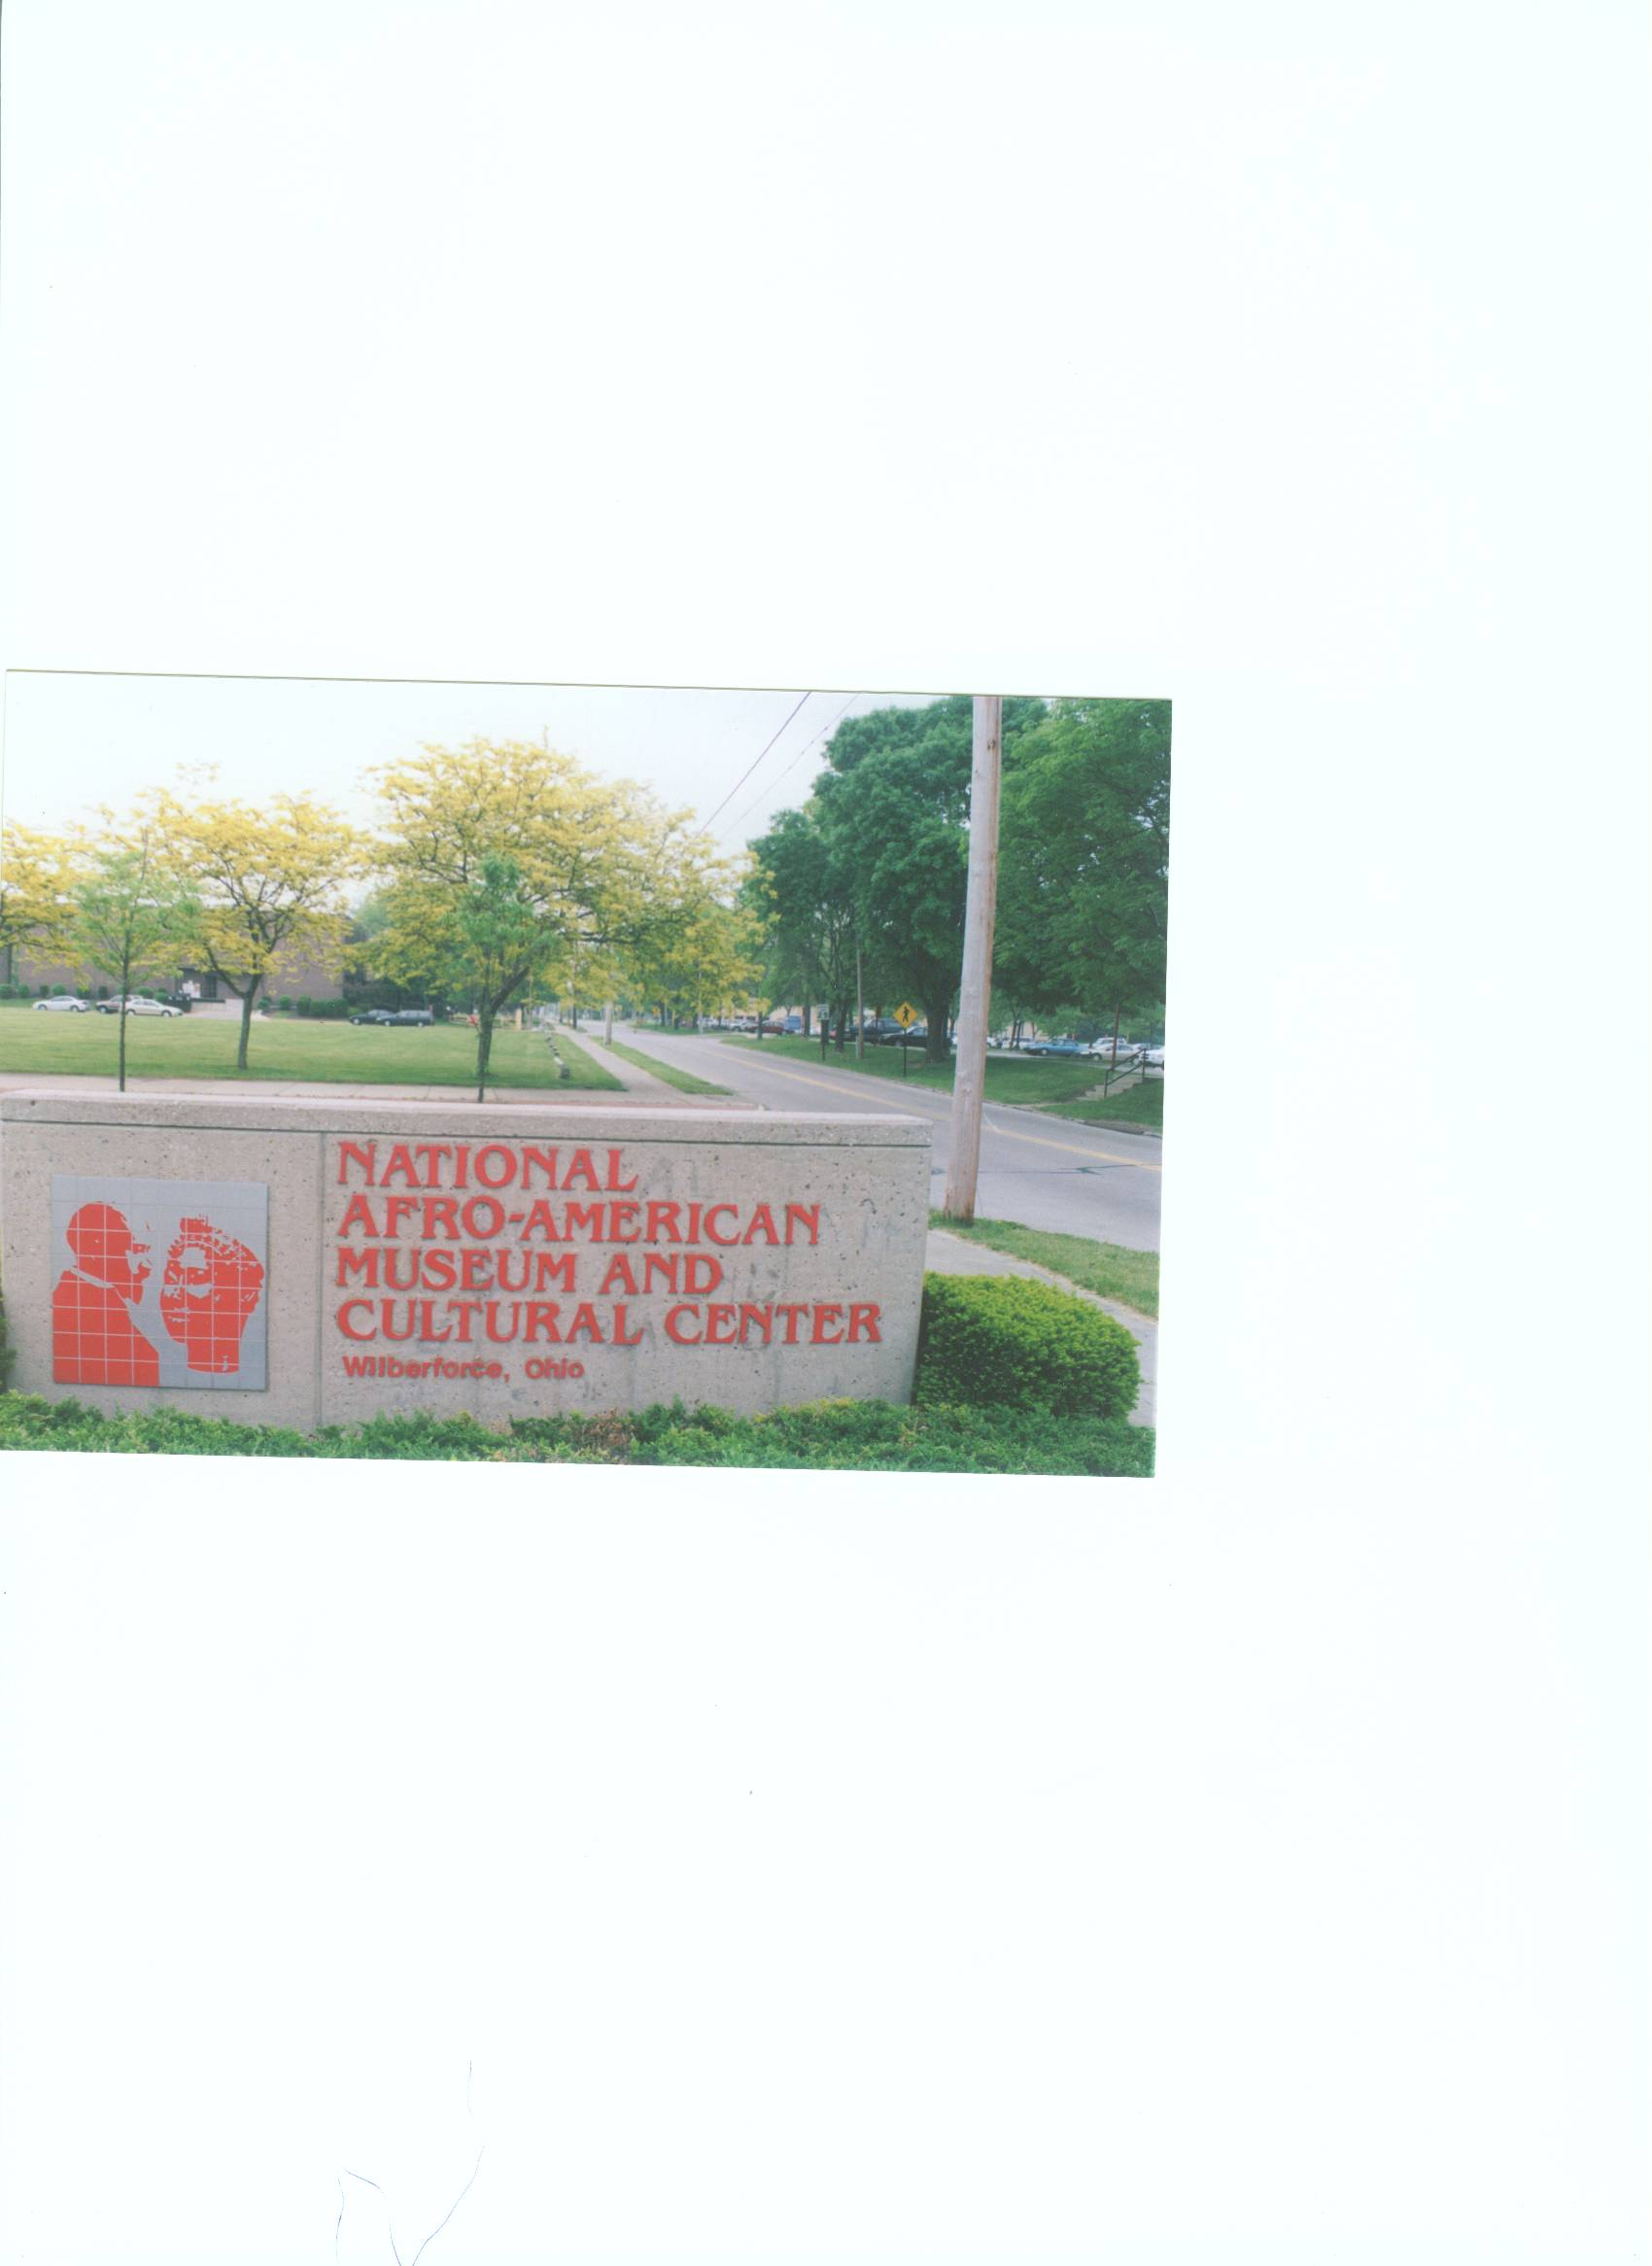 NATIONAL
AFRO-AMERICAN
MUSEUM AND
CULTURAL CENTER
Wilberforce, Ohio